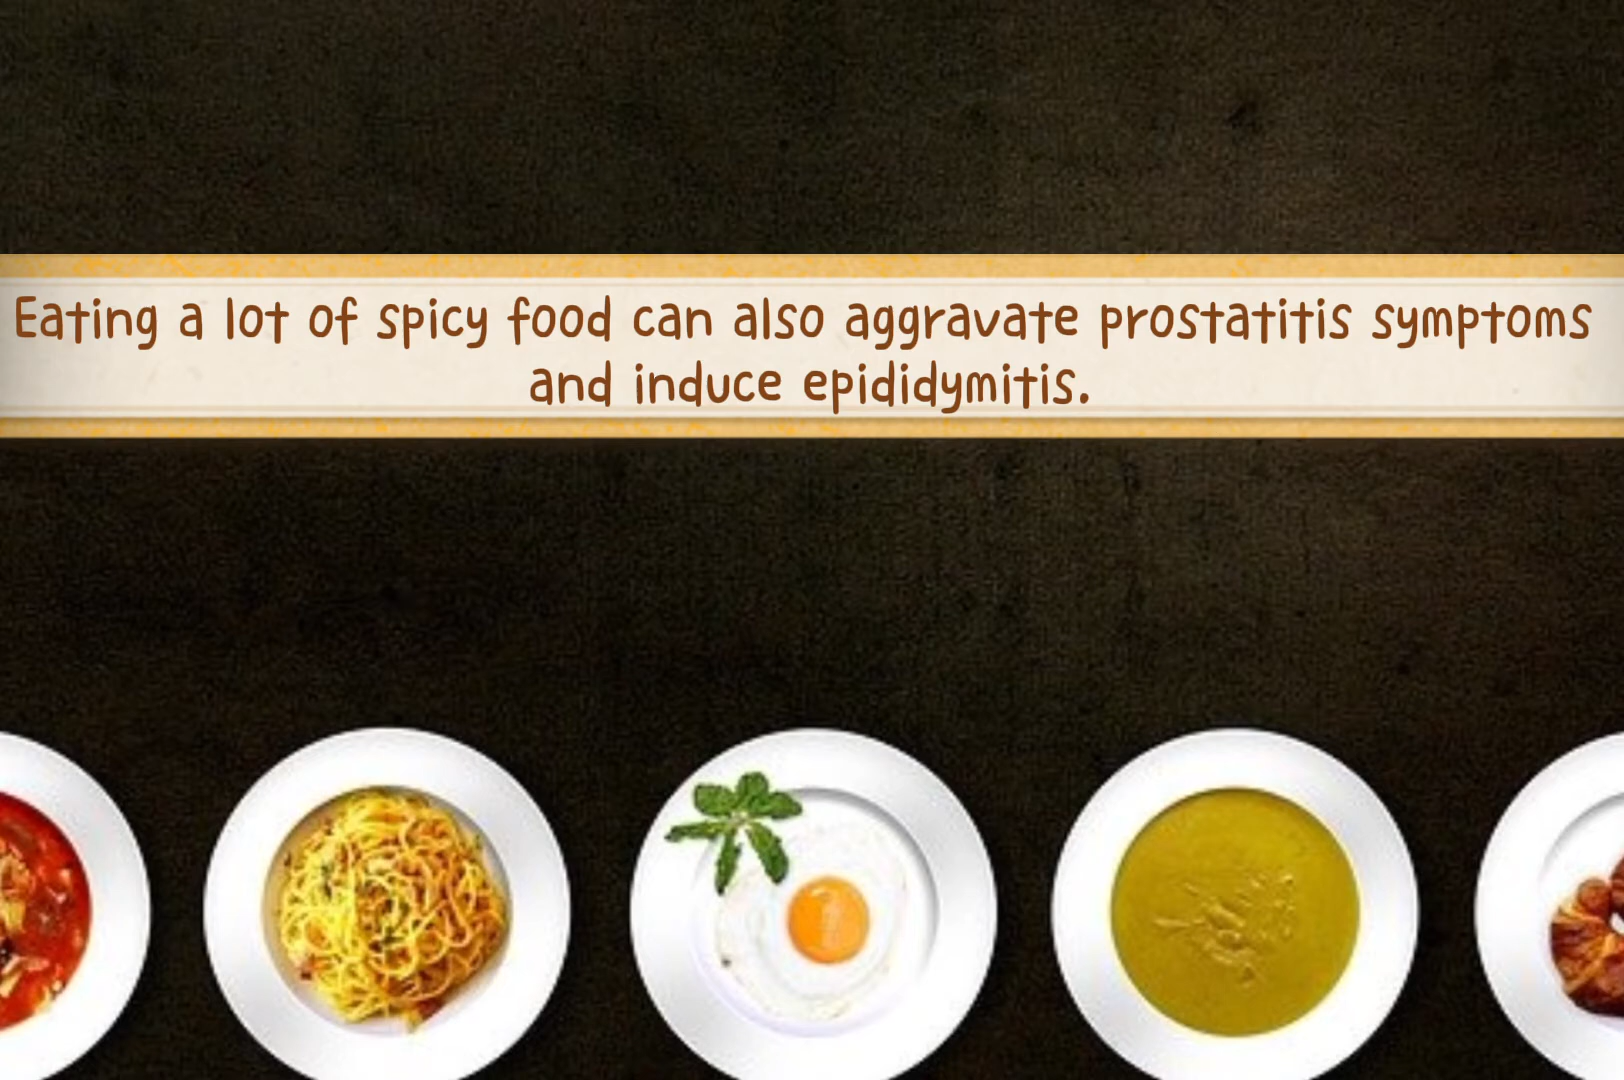 Eating a lot of spicy food can also aggravate prostatitis symptoms
and induce epididymitis.